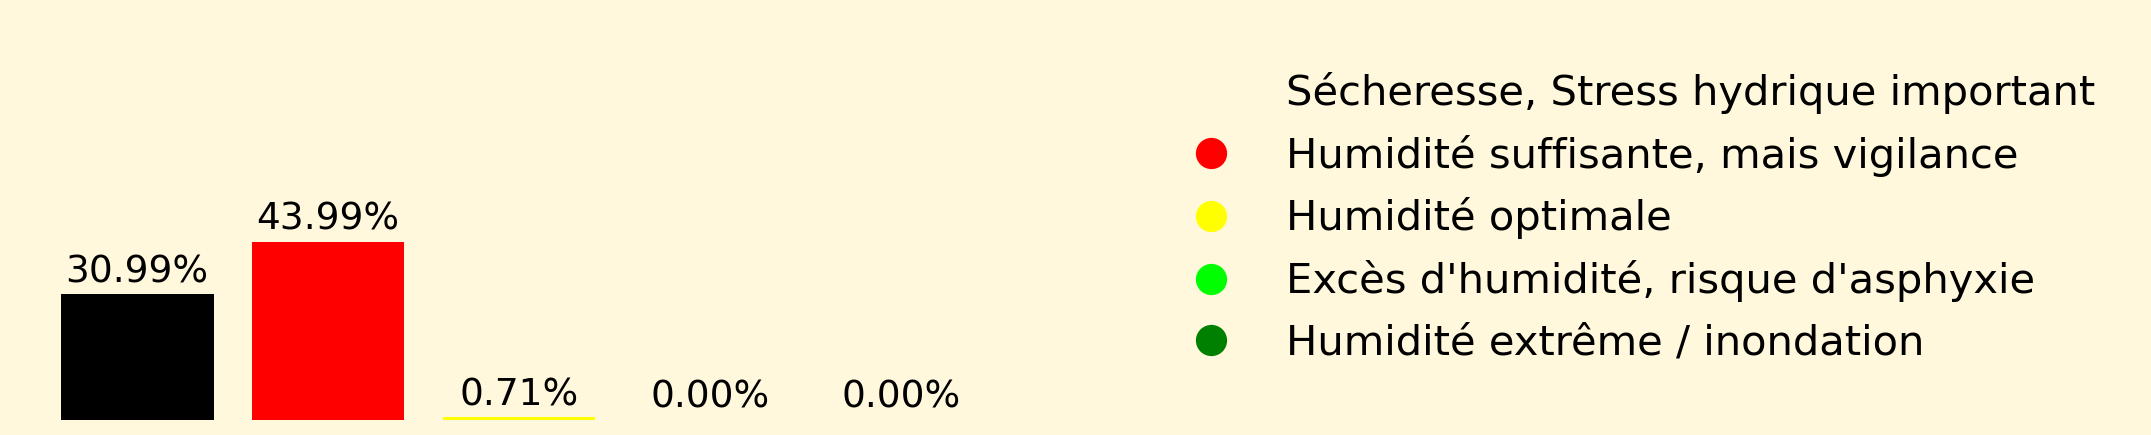 43.99%
30.99%
0.71%
0.00%
0.00%
Sécheresse, Stress hydrique important
Humidité suffisante, mais vigilance
Humidité optimale
Excès d'humidité, risque d'asphyxie
Humidité extrême / inondation